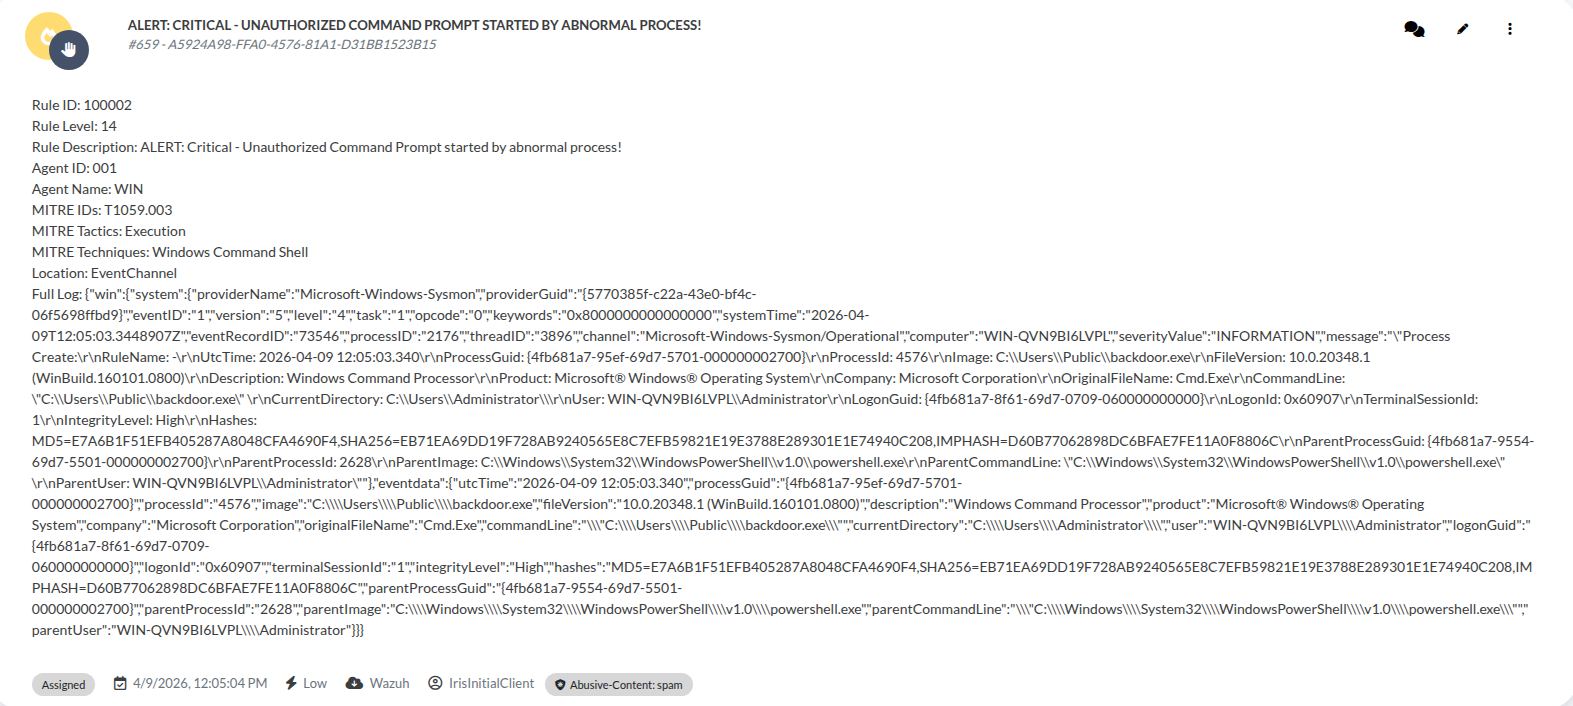 ALERT: CRITICAL - UNAUTHORIZED COMMAND PROMPT STARTED BY ABNORMAL PROCESS!
#659 - A5924A98-FFA0-4576-81A1-D31BB1523B15
Rule ID: 100002
Rule Level: 14
Rule Description: ALERT: Critical - Unauthorized Command Prompt started by abnormal process!
Agent ID: 001
Agent Name: WIN
MITRE IDs: T1059.003
MITRE Tactics: Execution
MITRE Techniques: Windows Command Shell
Location: EventChannel
Full Log: {"win":{"system":{"providerName":"Microsoft-Windows-Sysmon","providerGuid":"{5770385f-c22a-43e0-bf4c-
06f5698ffbd9}","eventID":"1","version":"5","level":"4","task":"1","opcode":"0","keywords":"0x8000000000000000","systemTime":"2026-04-
09T12:05:03.3448907Z","eventRecordID":"73546","processID":"2176","threadID":"3896","channel":"Microsoft-Windows-Sysmon/Operational","computer":"WIN-QVN9BI6LVPL","severityValue":"INFORMATION","message":"\"Process
Create:\r\nRuleName: -\r\nUtcTime: 2026-04-09 12:05:03.340\r\nProcessGuid: {4fb681a7-95ef-69d7-5701-000000002700}\r\nProcessId: 4576\r\nImage: C:\\Users\\Public\\backdoor.exe\r\nFileVersion: 10.0.20348.1
(WinBuild.160101.0800)\r\nDescription: Windows Command Processor\r\nProduct: Microsoft® Windows® Operating System\r\nCompany: Microsoft Corporation\r\nOriginalFileName: Cmd.Exe\r\nCommandLine:
\"C:\\Users\\Public\\backdoor.exe\" \r\nCurrentDirectory: C:\\Users\\Administrator\\\r\nUser: WIN-QVN9BI6LVPL\\Administrator\r\nLogonGuid: {4fb681a7-8f61-69d7-0709-060000000000}\r\nLogonId: 0x60907\r\nTerminalSessionId:
1\r\nIntegrityLevel: High\r\nHashes:
MD5=E7A6B1F51EFB405287A8048CFA4690F4,SHA256=EB71EA69DD19F728AB9240565E8C7EFB59821E19E3788E289301E1E74940C208,IMPHASH=D60B77062898DC6BFAE7FE11A0F8806C\r\nParentProcessGuid: {4fb681a7-9554-
69d7-5501-000000002700}\r\nParentProcessId: 2628\r\nParentImage: C:\\Windows\\System32\\WindowsPowerShell\\v1.0\\powershell.exe\r\nParentCommandLine: \"C:\\Windows\\System32\\WindowsPowerShell\\v1.0\\powershell.exe\"
\r\nParentUser: WIN-QVN9BI6LVPL\\Administrator\""},"eventdata":{"utcTime":"2026-04-09 12:05:03.340","processGuid":"{4fb681a7-95ef-69d7-5701-
000000002700}","processId":"4576","image":"C:\\\\Users\\\\Public\\\\backdoor.exe","fileVersion":"10.0.20348.1 (WinBuild.160101.0800)","description":"Windows Command Processor","product":"Microsoft® Windows® Operating
System","company":"Microsoft Corporation","originalFileName":"Cmd.Exe","commandLine":"\\\"C:\\\\Users\\\\Public\\\\backdoor.exe\\\"","currentDirectory":"C:\\\\Users\\\\Administrator\\\\","user":"WIN-QVN9BI6LVPL\\\\Administrator","logonGuid":"
{4fb681a7-8f61-69d7-0709-
060000000000}","logonId":"0x60907","terminalSessionId":"1","integrityLevel":"High","hashes":"MD5=E7A6B1F51EFB405287A8048CFA4690F4,SHA256=EB71EA69DD19F728AB9240565E8C7EFB59821E19E3788E289301E1E74940C208,IM
PHASH=D60B77062898DC6BFAE7FE11A0F8806C","parentProcessGuid":"{4fb681a7-9554-69d7-5501-
000000002700}","parentProcessId":"2628","parentImage":"C:\\\\Windows\\\\System32\\\\WindowsPowerShell\\\\v1.0\\\\powershell.exe","parentCommandLine":"\\\"C:\\\\Windows\\\\System32\\\\WindowsPowerShell\\\\v1.0\\\\powershell.exe\\\"","
parentUser":"WIN-QVN9BI6LVPL\\\\Administrator"}}}
Assigned 4/9/2026, 12:05:04 PM Low Wazuh IrisInitialClient Abusive-Content: spam